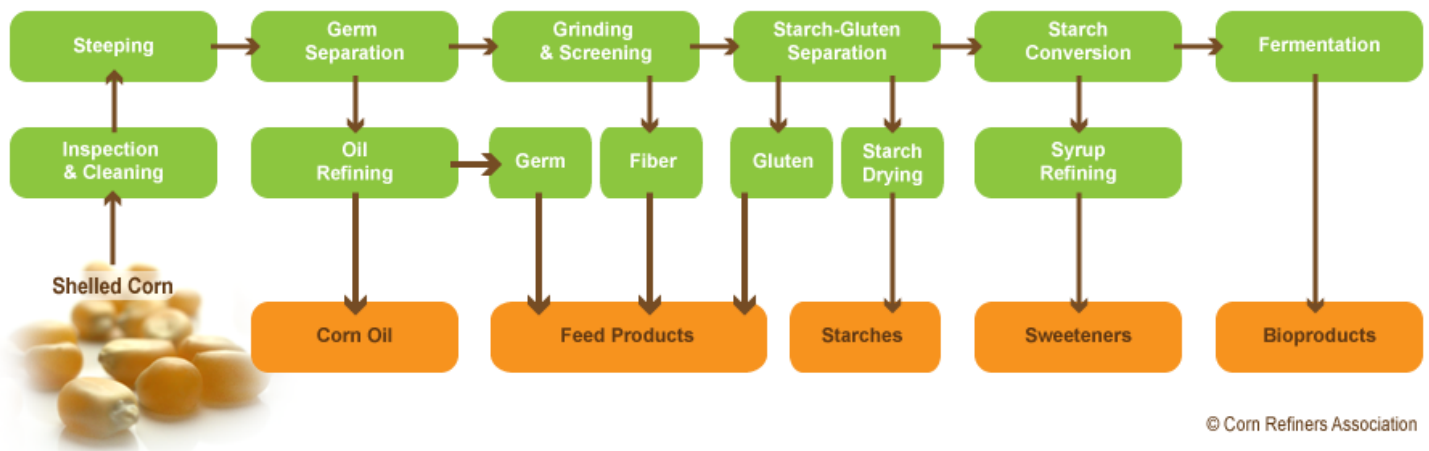 Steeping
Germ
Separation
Grinding
& Screening
Starch-Gluten
Separation
Starch
Conversion
Fermentation
Inspection
& Cleaning
Oil
Refining
Germ
Fiber
Gluten
Starch
Drying
Syrup
Refining
Shelled Corn
Corn Oil
Feed Products
Starches
Sweeteners
Bioproducts
© Corn Refiners Association